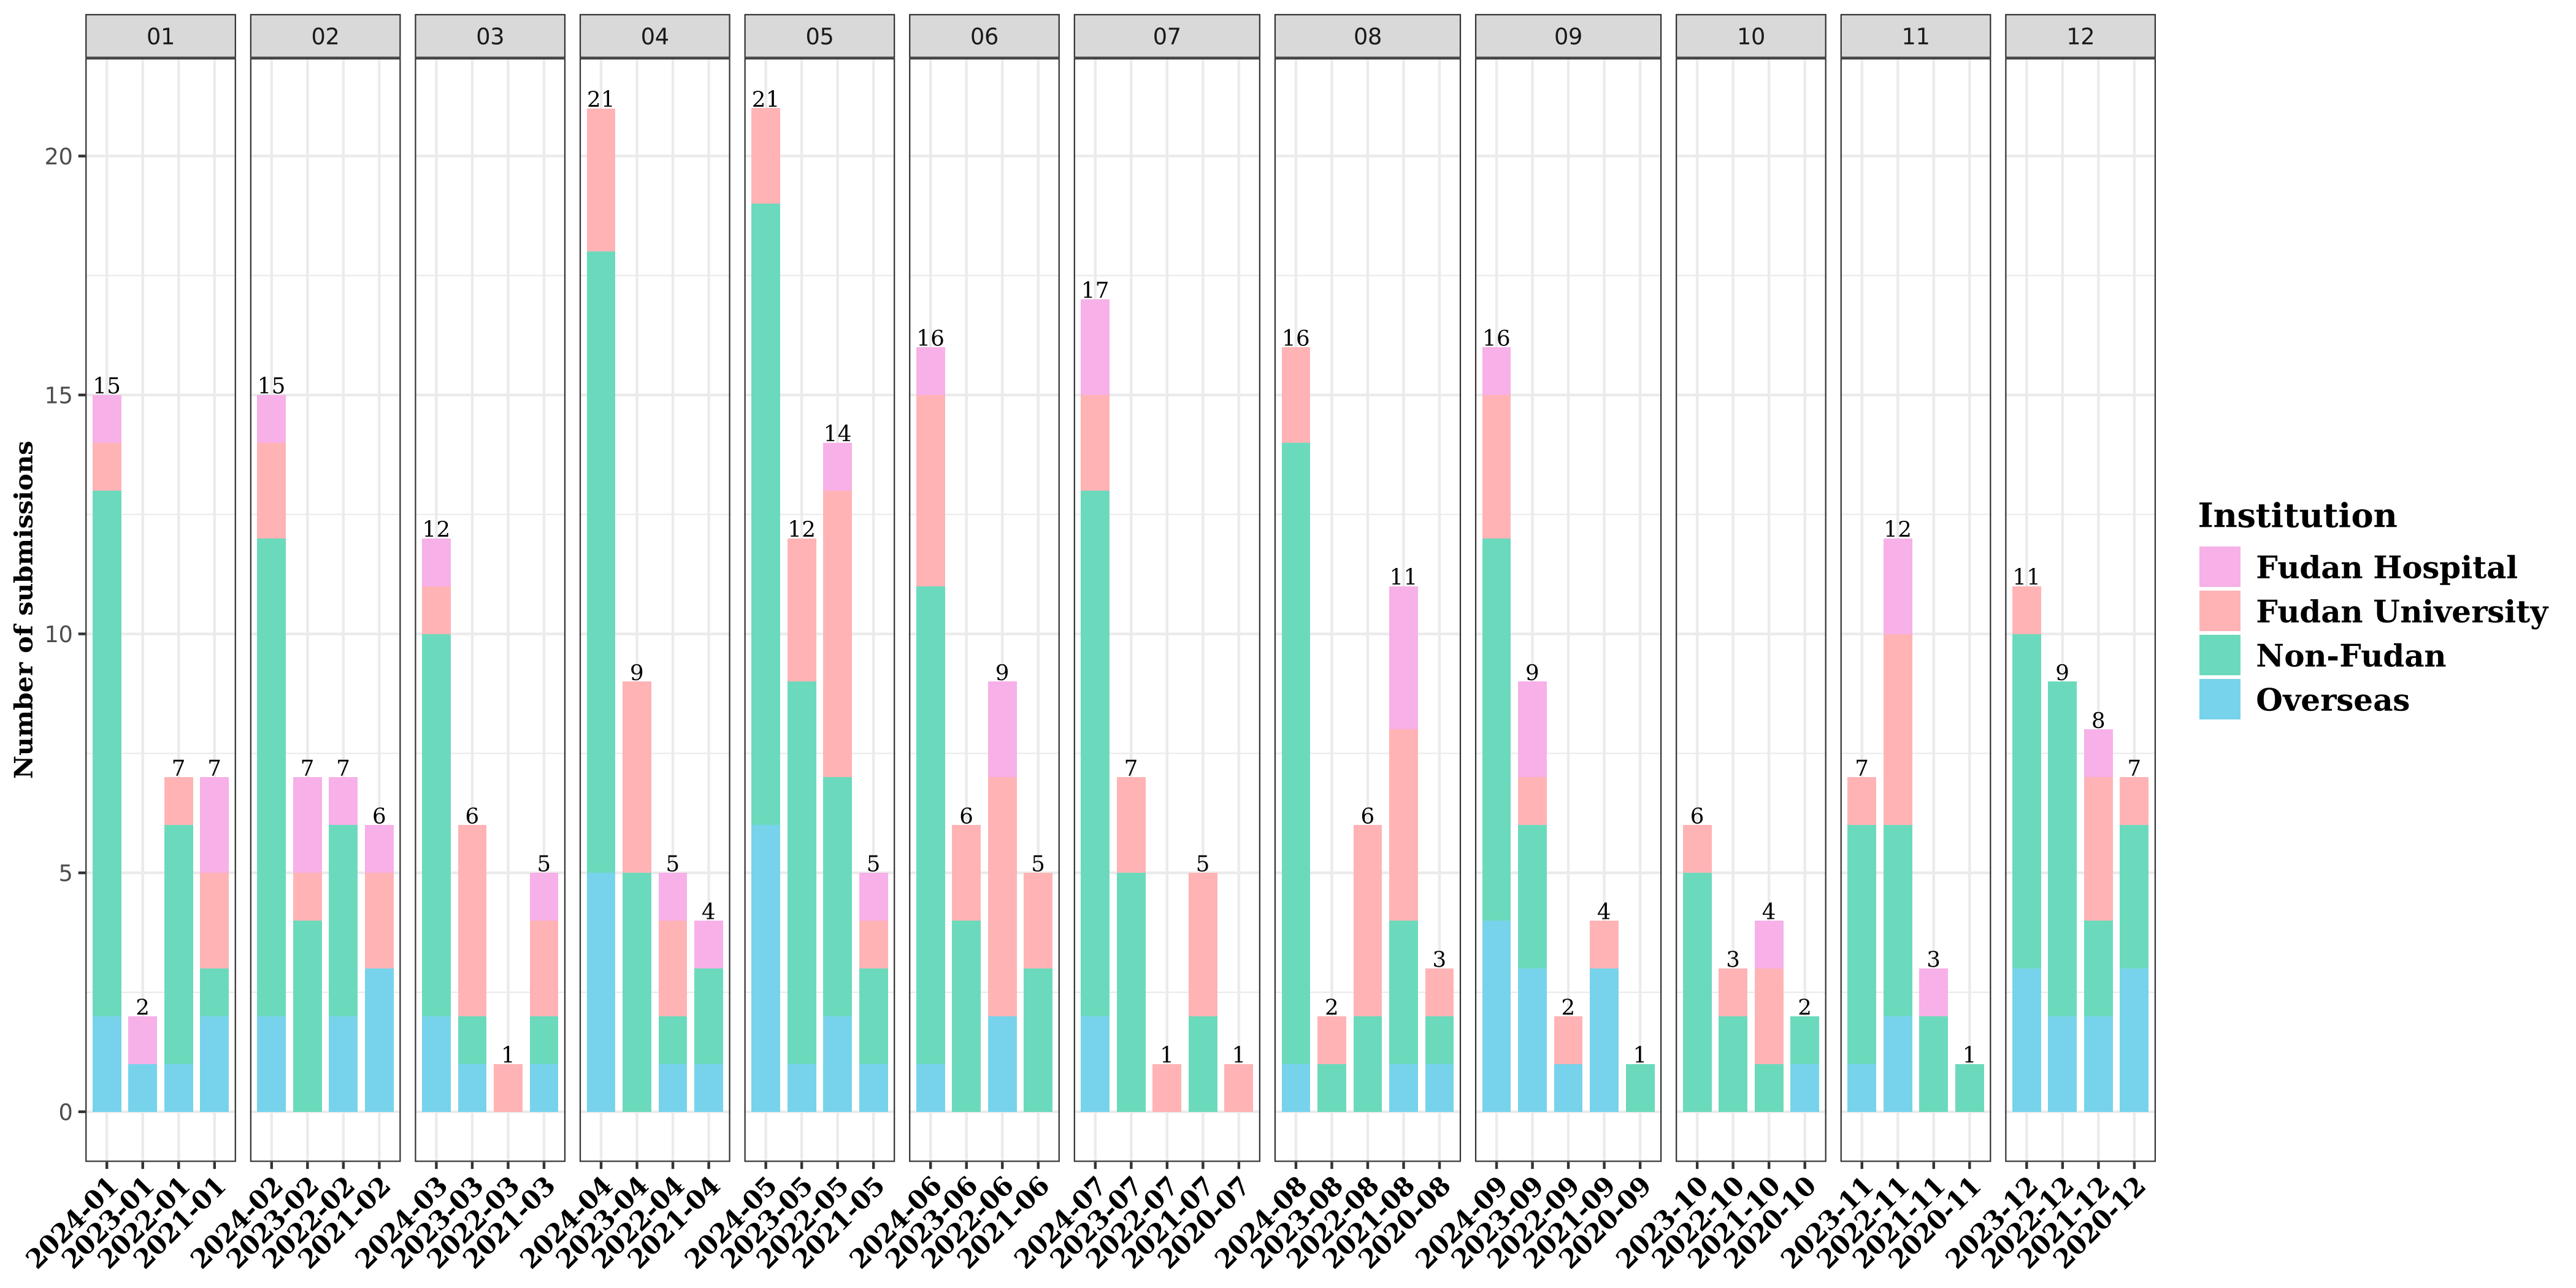 01 02 03 04 05 06 07 08 09 10 11 12
Number of submissions
20
15
10
5
0
15 2 7 7
15 7 7 6
12 6 1 5
21 9 5 4
21 12 14 5
16 6 9 5
17 7 1 5 1
16 2 6 11 3
16 9 2 4 1
6 3 4 2
7 12 3 1
11 9 8 7
2024-01 2023-01 2022-01 2021-01
2024-02 2023-02 2022-02 2021-02
2024-03 2023-03 2022-03 2021-03
2024-04 2023-04 2022-04 2021-04
2024-05 2023-05 2022-05 2021-05
2024-06 2023-06 2022-06 2021-06
2024-07 2023-07 2022-07 2021-07 2020-07
2024-08 2023-08 2022-08 2021-08 2020-08
2024-09 2023-09 2022-09 2021-09 2020-09
2023-10 2022-10 2021-10 2020-10
2023-11 2022-11 2021-11 2020-11
2023-12 2022-12 2021-12 2020-12
Institution
Fudan Hospital
Fudan University
Non-Fudan
Overseas